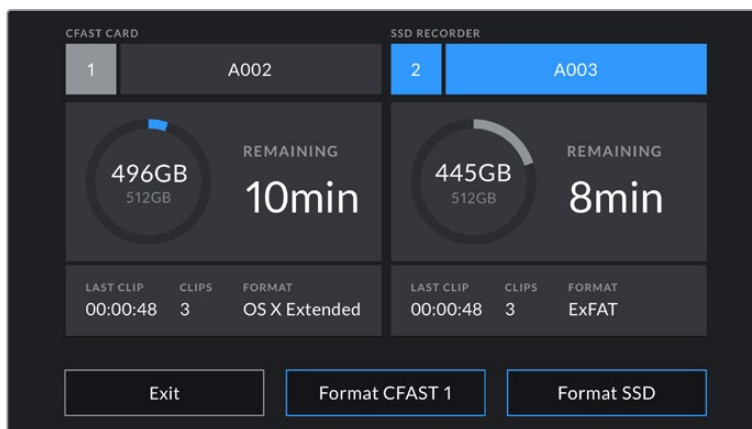 CFAST CARD
1 A002
496GB
512GB
REMAINING
10min
LAST CLIP CLIPS FORMAT
00:00:48 3 OS X Extended
SSD RECORDER
2 A003
445GB
512GB
REMAINING
8min
LAST CLIP CLIPS FORMAT
00:00:48 3 ExFAT
Exit
Format CFAST 1
Format SSD